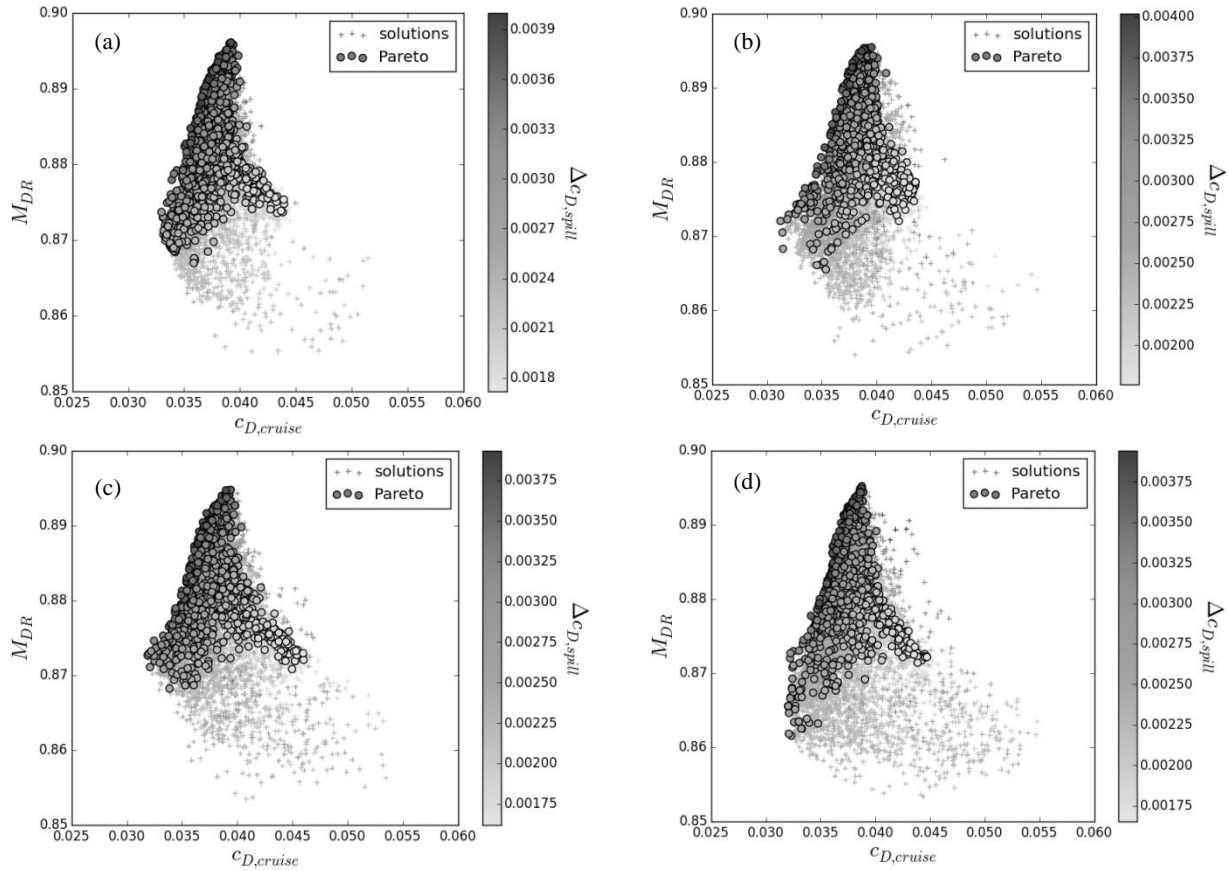 (a)
solutions
Pareto
0.90
0.89
0.88
0.87
0.86
0.85
M_DR
0.025 0.030 0.035 0.040 0.045 0.050 0.055 0.060
c_D,cruise
0.0039
0.0036
0.0033
0.0030
0.0027
0.0024
0.0021
0.0018
Δc_D,spill
(b)
solutions
Pareto
0.90
0.89
0.88
0.87
0.86
0.85
M_DR
0.025 0.030 0.035 0.040 0.045 0.050 0.055 0.060
c_D,cruise
0.00400
0.00375
0.00350
0.00325
0.00300
0.00275
0.00250
0.00225
0.00200
Δc_D,spill
(c)
solutions
Pareto
0.90
0.89
0.88
0.87
0.86
0.85
M_DR
0.025 0.030 0.035 0.040 0.045 0.050 0.055 0.060
c_D,cruise
0.00375
0.00350
0.00325
0.00300
0.00275
0.00250
0.00225
0.00200
0.00175
Δc_D,spill
(d)
solutions
Pareto
0.90
0.89
0.88
0.87
0.86
0.85
M_DR
0.025 0.030 0.035 0.040 0.045 0.050 0.055 0.060
c_D,cruise
0.00375
0.00350
0.00325
0.00300
0.00275
0.00250
0.00225
0.00200
0.00175
Δc_D,spill